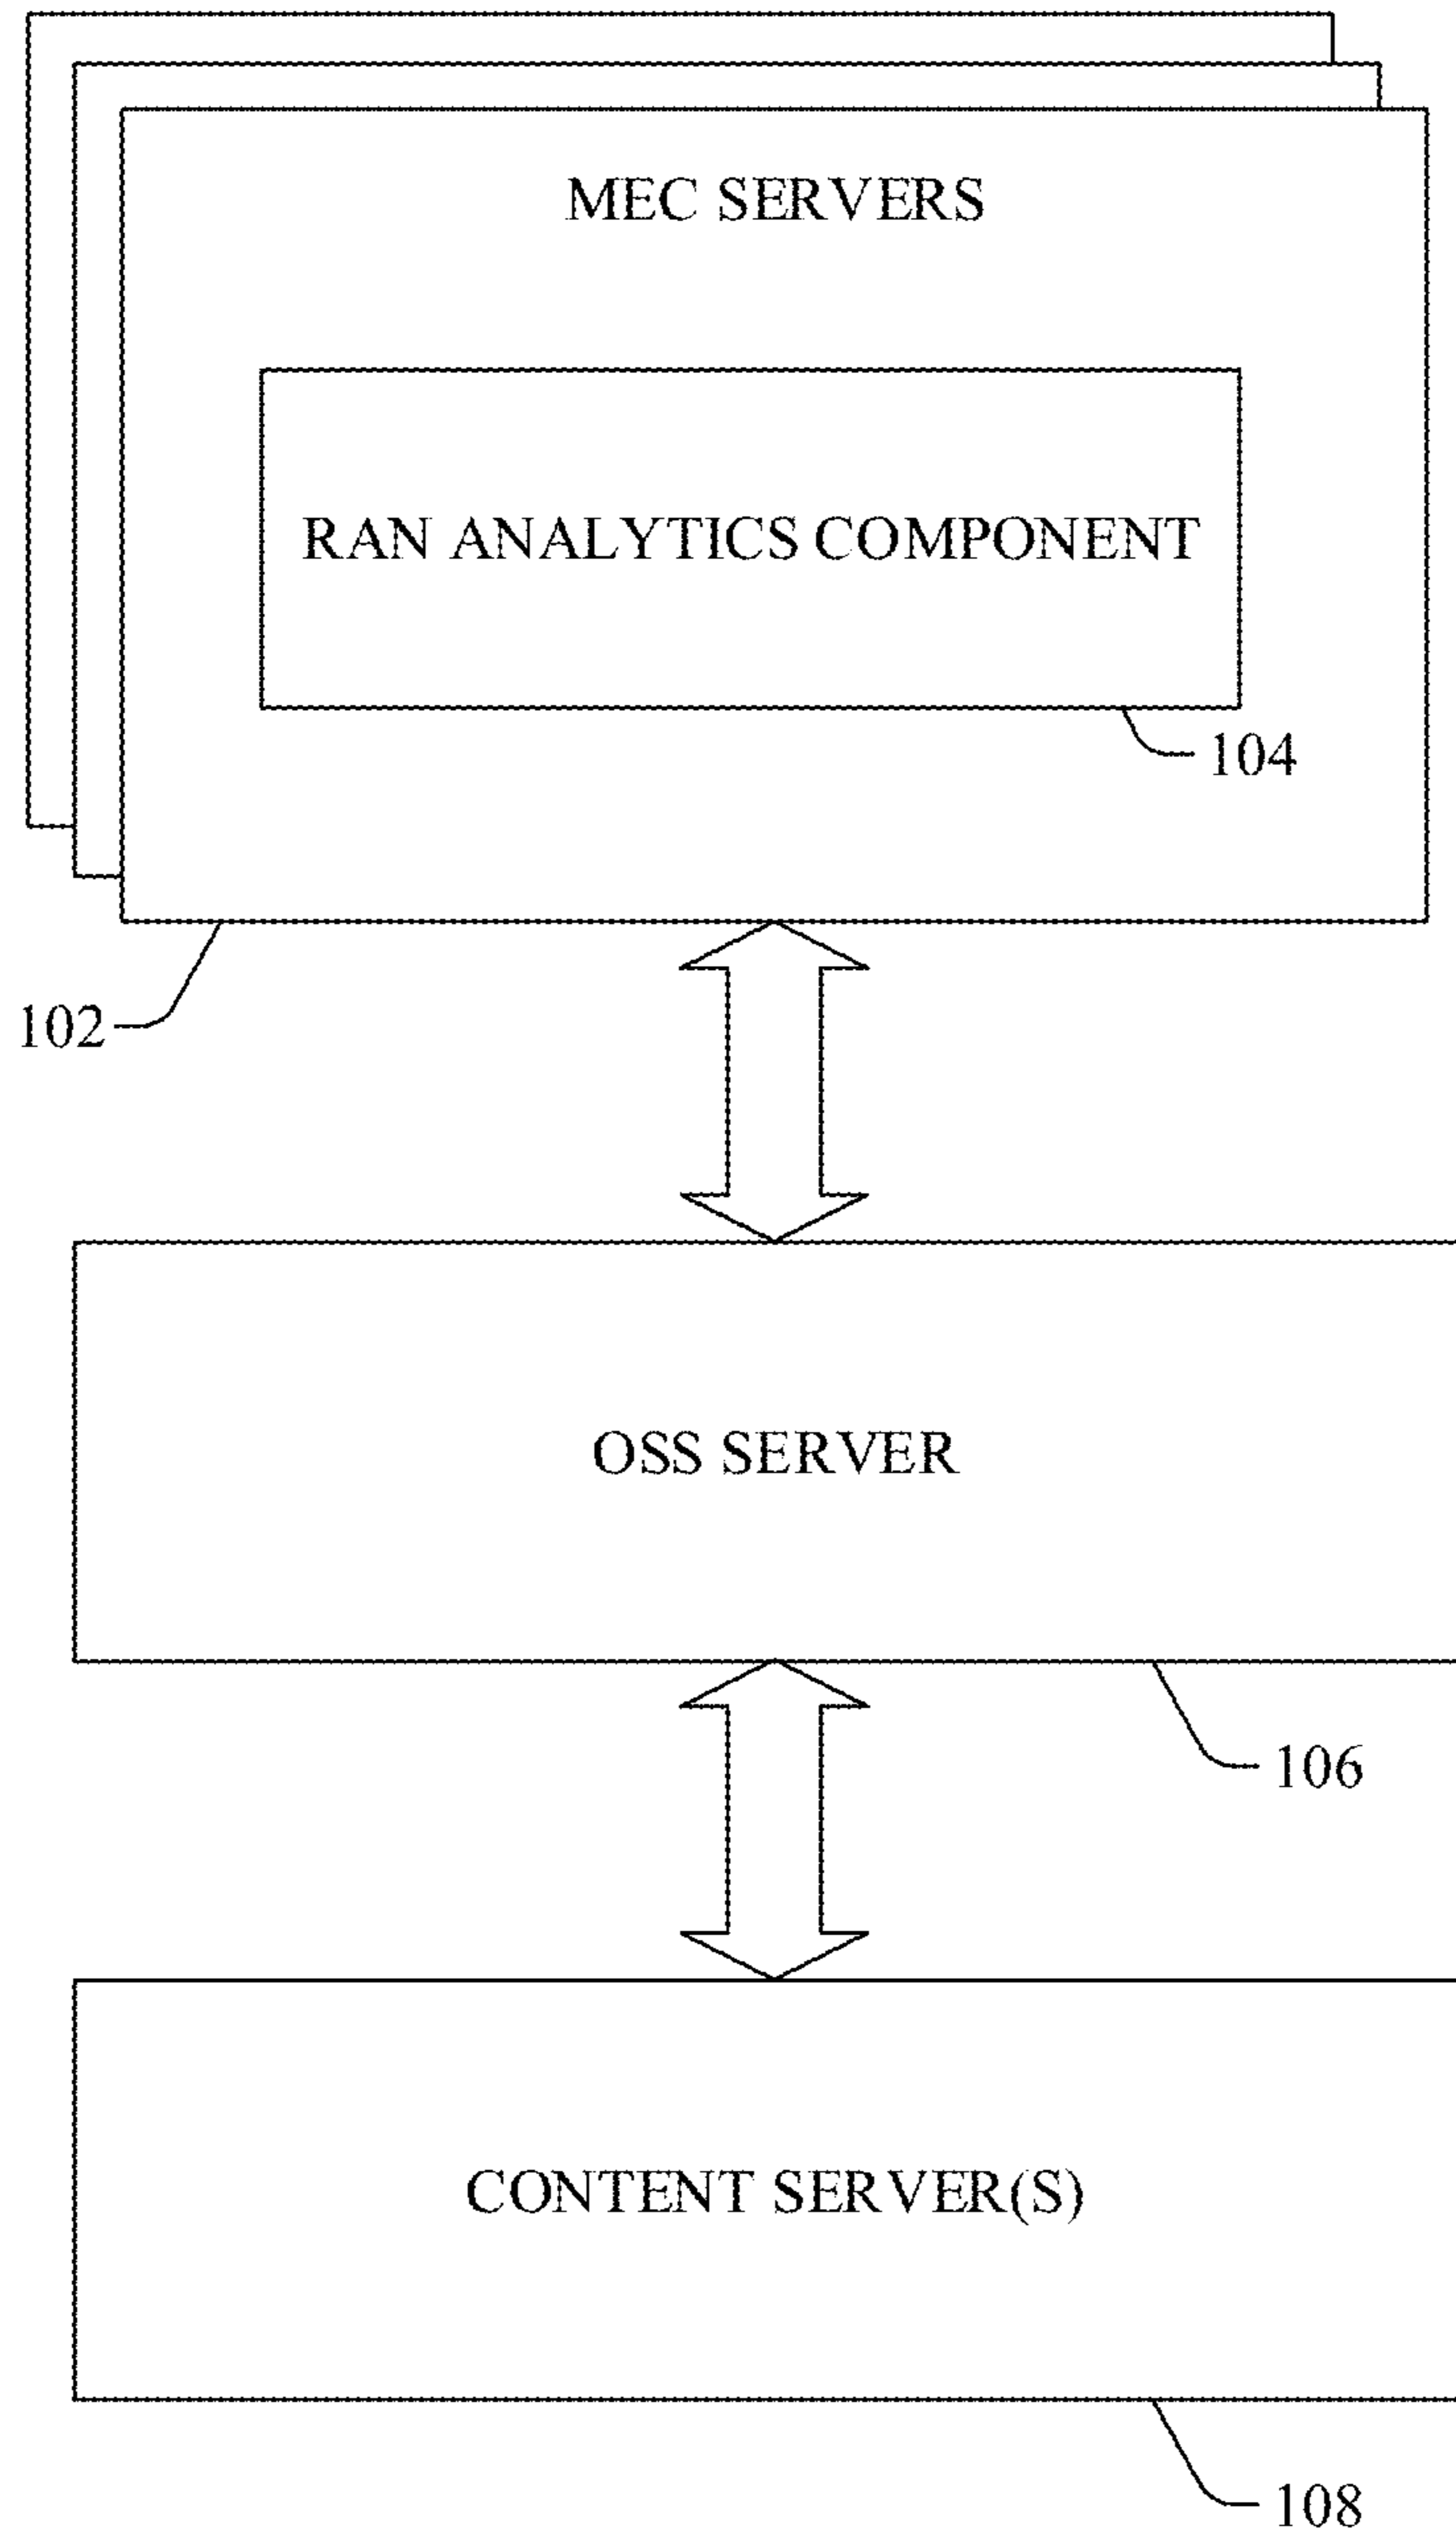 MEC SERVERS
RAN ANALYTICS COMPONENT
104
102
OSS SERVER
106
CONTENT SERVER(S)
108